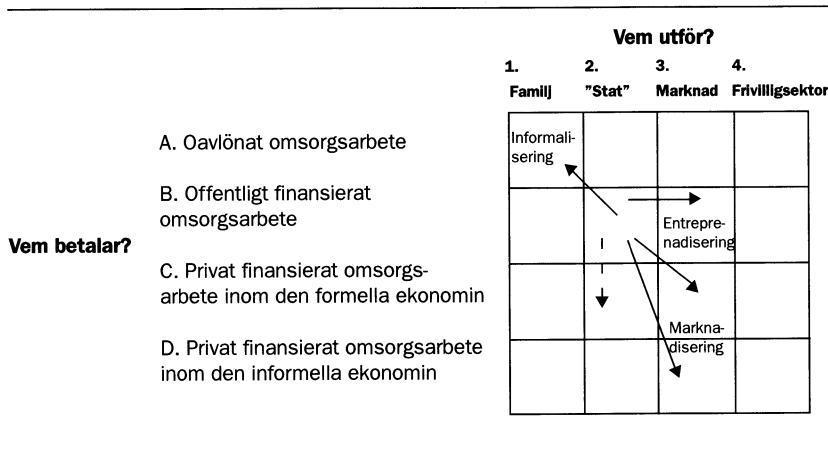 Vem utför?
1. 2. 3. 4.
Familj "Stat" Marknad Frivilligsektor
A. Oavlönat omsorgsarbete
B. Offentligt finansierat
omsorgsarbete
Vem betalar?
C. Privat finansierat omsorgs-
arbete inom den formella ekonomin
D. Privat finansierat omsorgsarbete
inom den informella ekonomin
Informali-
sering
Entrepre-
nadisering
Markna-
disering